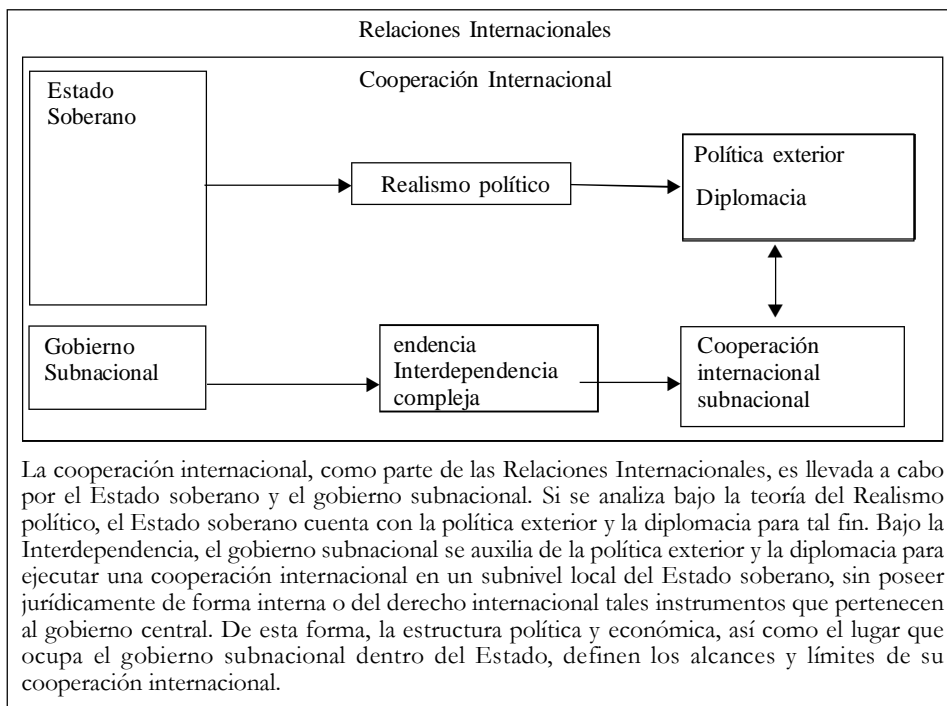 Relaciones Internacionales
Cooperación Internacional
Estado
Soberano
Realismo político
Política exterior
Diplomacia
Gobierno
Subnacional
endencia
Interdependencia
compleja
Cooperación
internacional
subnacional
La cooperación internacional, como parte de las Relaciones Internacionales, es llevada a cabo
por el Estado soberano y el gobierno subnacional. Si se analiza bajo la teoría del Realismo
político, el Estado soberano cuenta con la política exterior y la diplomacia para tal fin. Bajo la
Interdependencia, el gobierno subnacional se auxilia de la política exterior y la diplomacia para
ejecutar una cooperación internacional en un subnivel local del Estado soberano, sin poseer
jurídicamente de forma interna o del derecho internacional tales instrumentos que pertenecen
al gobierno central. De esta forma, la estructura política y económica, así como el lugar que
ocupa el gobierno subnacional dentro del Estado, definen los alcances y límites de su
cooperación internacional.